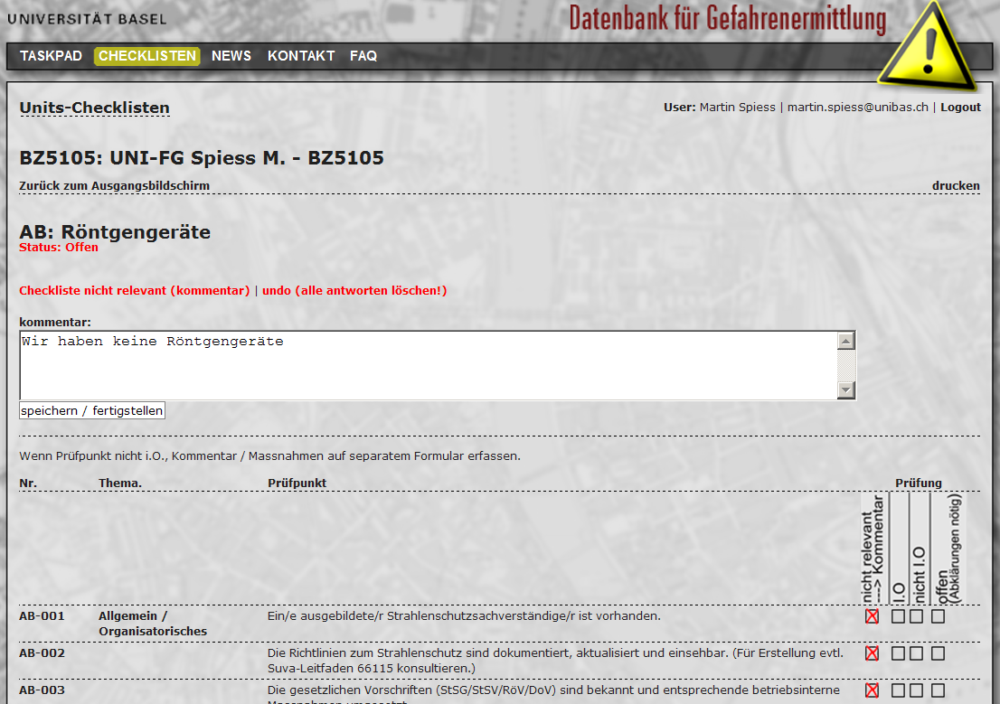 UNIVERSITÄT BASEL
Datenbank für Gefahrenermittlung
TASKPAD CHECKLISTEN NEWS KONTAKT FAQ
Units-Checklisten
User: Martin Spiess | martin.spiess@unibas.ch | Logout
BZ5105: UNI-FG Spiess M. - BZ5105
Zurück zum Ausgangsbildschirm
drucken
AB: Röntgengeräte
Status: Offen
Checkliste nicht relevant (kommentar) | undo (alle antworten löschen!)
kommentar:
Wir haben keine Röntgengeräte
speichern / fertigstellen
Wenn Prüfpunkt nicht i.O., Kommentar / Massnahmen auf separatem Formular erfassen.
Nr. Thema. Prüfpunkt Prüfung
nicht relevant
---> Kommentar
I.O
nicht I.O
offen
(Abklärungen nötig)
AB-001 Allgemein / Ein/e ausgebildete/r Strahlenschutzsachverständige/r ist vorhanden.
Organisatorisches
AB-002 Die Richtlinien zum Strahlenschutz sind dokumentiert, aktualisiert und einsehbar. (Für Erstellung evtl.
Suva-Leitfaden 66115 konsultieren.)
AB-003 Die gesetzlichen Vorschriften (StSG/StSV/RöV/DoV) sind bekannt und entsprechende betriebsinterne